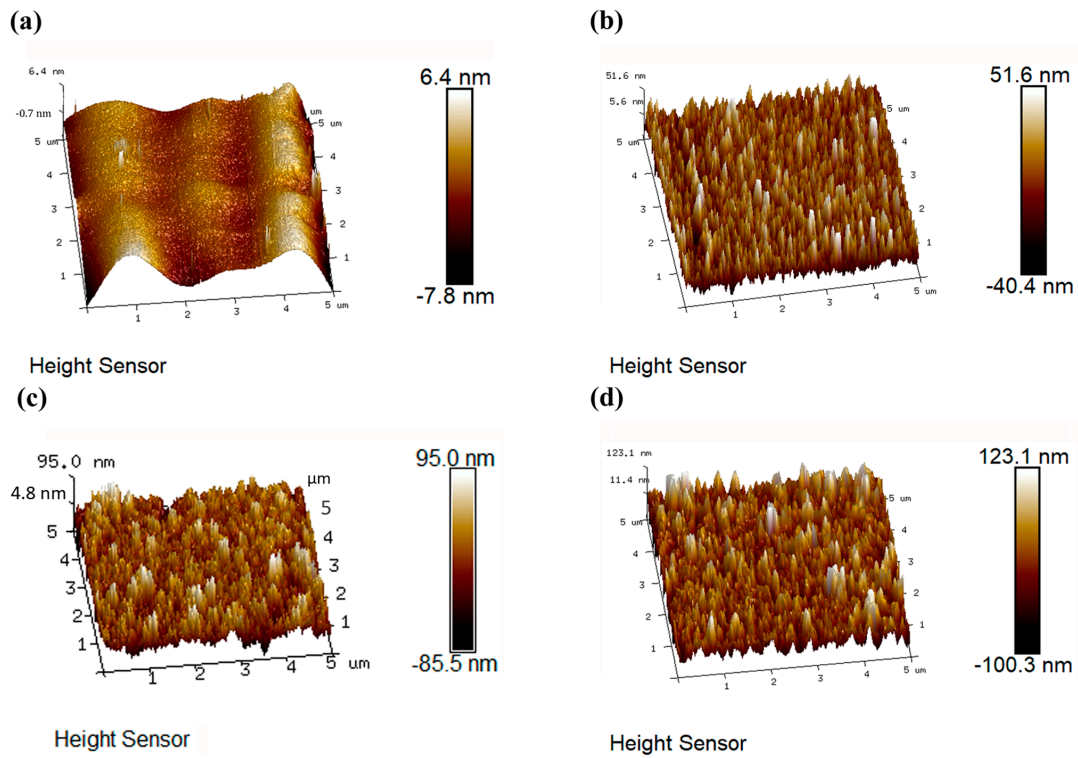 (a)
6.4 nm
-0.7 nm
5 um
4
3
2
1
1
2
3
4
5 um
1
2
3
4
5 um
um
6.4 nm
-7.8 nm
Height Sensor
(b)
51.6 nm
5.6 nm
5 um
4
3
2
1
1
2
3
4
5 um
1
2
3
4
5 um
51.6 nm
-40.4 nm
Height Sensor
(c)
95.0 nm
4.8 nm
5
4
3
2
1
1
2
3
4
5 um
1
2
3
4
5
µm
95.0 nm
-85.5 nm
Height Sensor
(d)
123.1 nm
11.4 nm
5 um
4
3
2
1
1
2
3
4
5 um
1
2
3
4
5 um
123.1 nm
-100.3 nm
Height Sensor